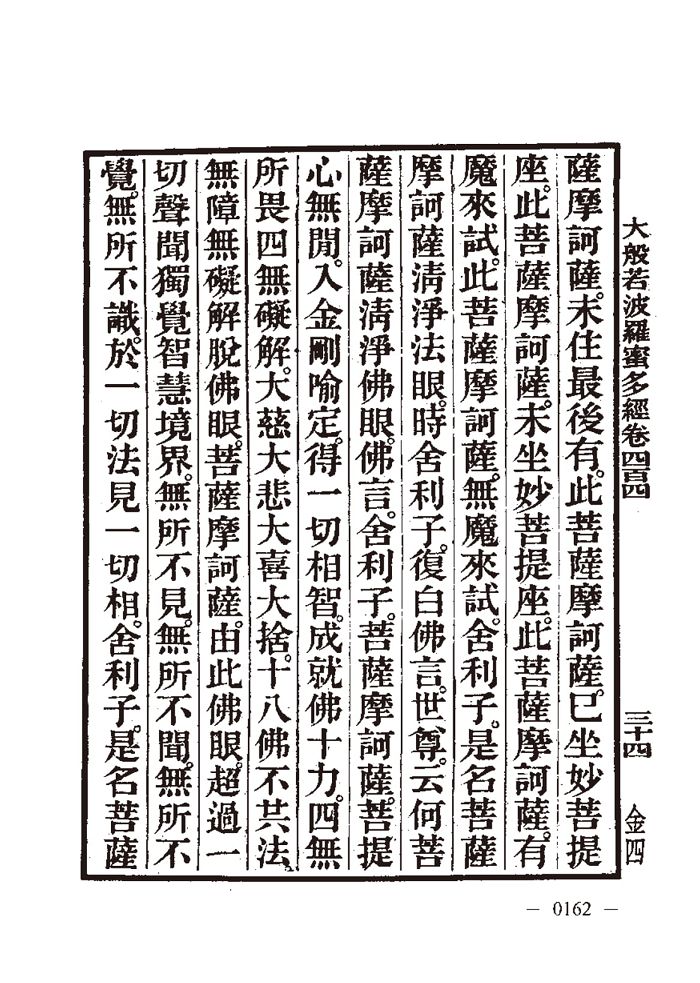 大般若波羅蜜多經卷四百四　三十四　金四
薩摩訶薩。未住最後有。此菩薩摩訶薩。已坐妙菩提
座。此菩薩摩訶薩。未坐妙菩提座。此菩薩摩訶薩。有
魔來試。此菩薩摩訶薩。無魔來試。舍利子。是名菩薩
摩訶薩清淨法眼。時舍利子。復白佛言。世尊。云何菩
薩摩訶薩清淨佛眼。佛言。舍利子。菩薩摩訶薩。菩提
心無間。入金剛喻定。得一切相智。成就佛十力。四無
所畏。四無礙解。大慈大悲大喜大捨。十八佛不共法。
無障無礙解脫佛眼。菩薩摩訶薩。由此佛眼。超過一
切聲聞獨覺智慧境界。無所不見。無所不聞。無所不
覺。無所不識。於一切法見一切相。舍利子。是名菩薩
— 0162 —